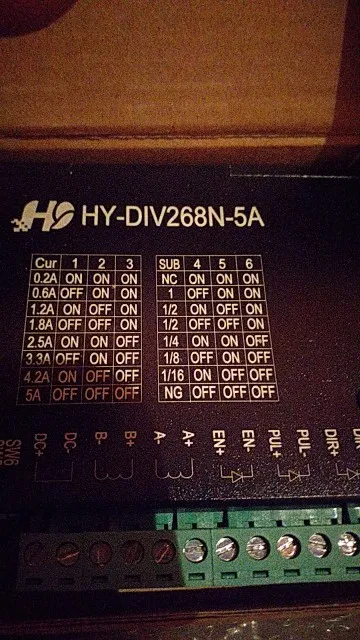 HY-DIV268N-5A
Cur 1 2 3
0.2A ON ON ON
0.6A OFF ON ON
1.2A ON OFF ON
1.8A OFF OFF ON
2.5A ON ON OFF
3.3A OFF ON OFF
4.2A ON OFF OFF
5A OFF OFF OFF
SUB 4 5 6
NC ON ON ON
1 OFF ON ON
1/2 ON OFF ON
1/2 OFF OFF ON
1/4 ON ON OFF
1/8 OFF ON OFF
1/16 ON OFF OFF
NG OFF OFF OFF
SW6
DC+
DC-
B-
B+
A-
A+
EN+
EN-
PUL+
PUL-
DIR+